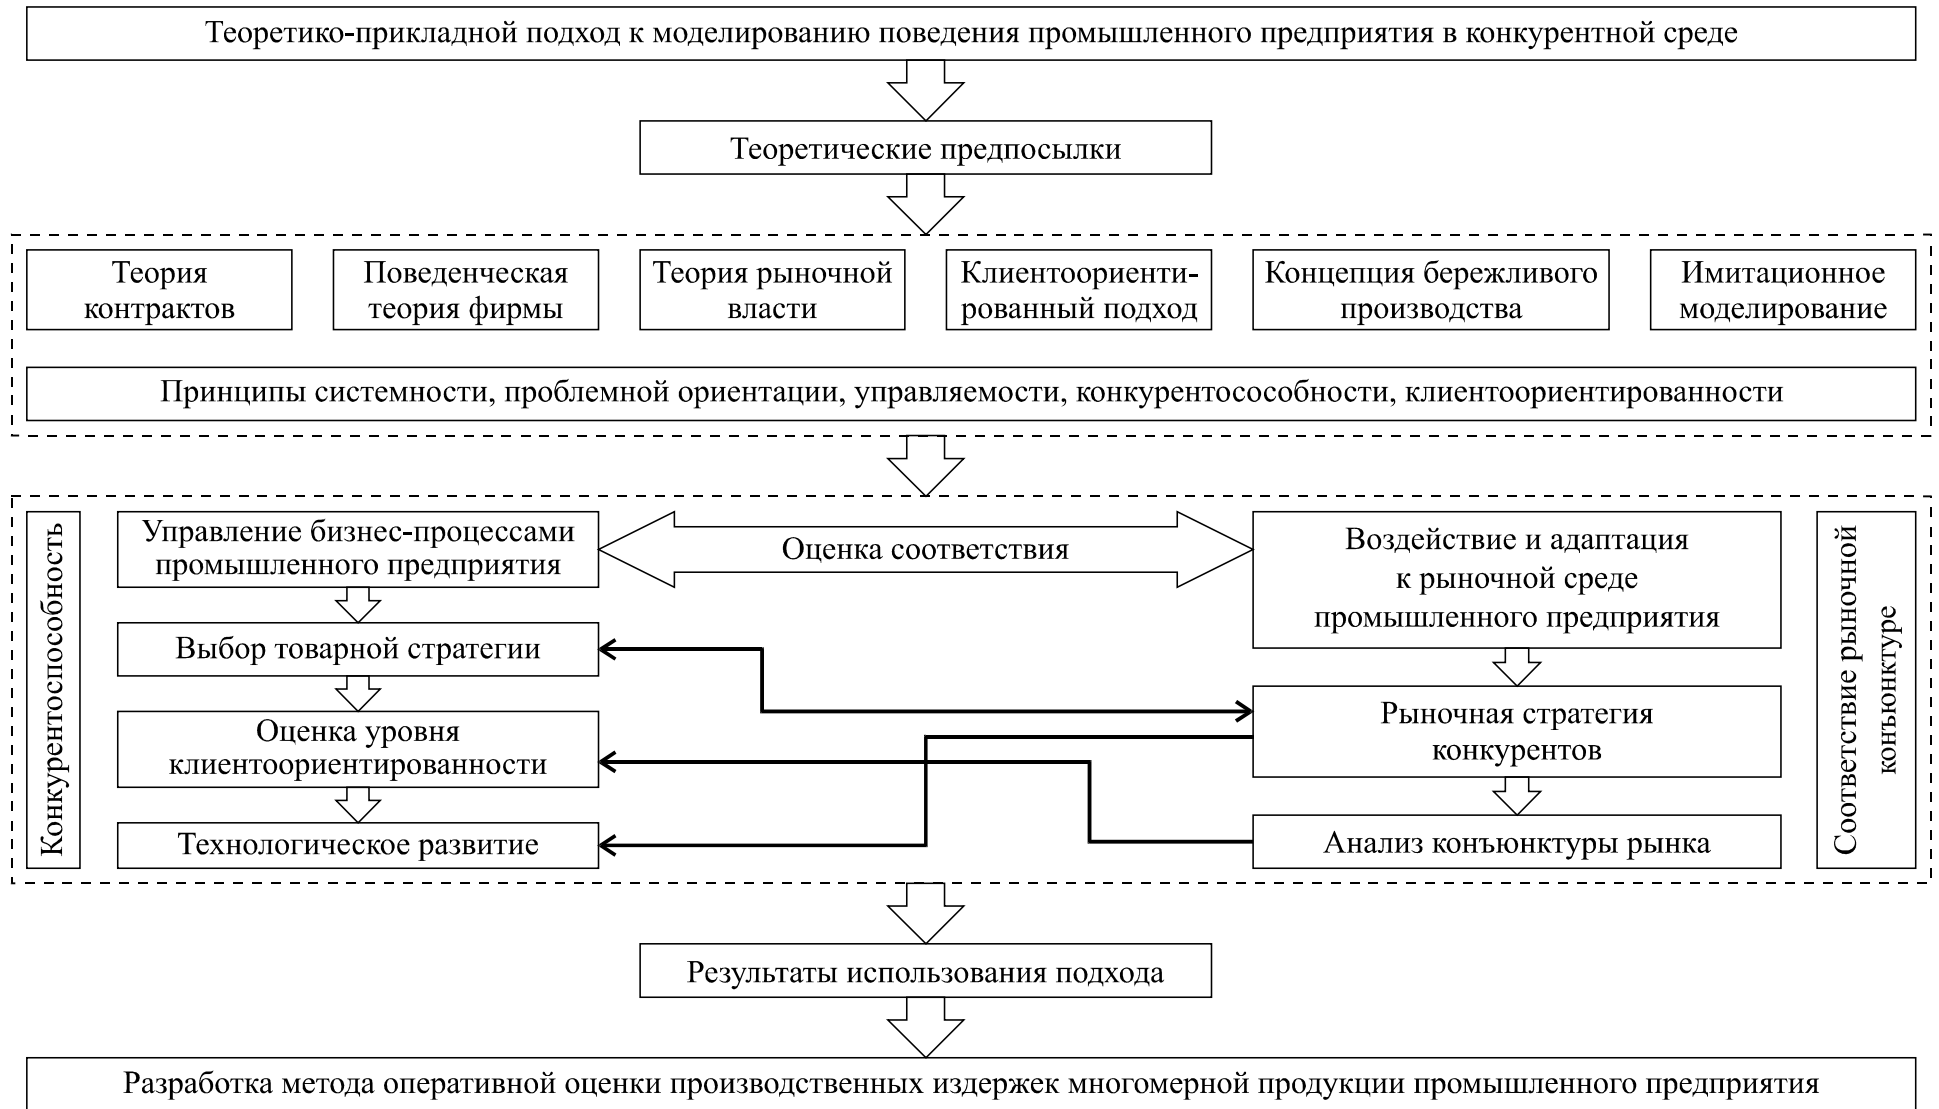 Теоретико-прикладной подход к моделированию поведения промышленного предприятия в конкурентной среде
Теоретические предпосылки
Теория
контрактов
Поведенческая
теория фирмы
Теория рыночной
власти
Клиентоориенти-
рованный подход
Концепция бережливого
производства
Имитационное
моделирование
Принципы системности, проблемной ориентации, управляемости, конкурентосособности, клиентоориентированности
Конкурентоспособность
Управление бизнес-процессами
промышленного предприятия
Выбор товарной стратегии
Оценка уровня
клиентоориентированности
Технологическое развитие
Оценка соответствия
Воздействие и адаптация
к рыночной среде
промышленного предприятия
Рыночная стратегия
конкурентов
Анализ конъюнктуры рынка
Соответствие рыночной
конъюнктуре
Результаты использования подхода
Разработка метода оперативной оценки производственных издержек многомерной продукции промышленного предприятия